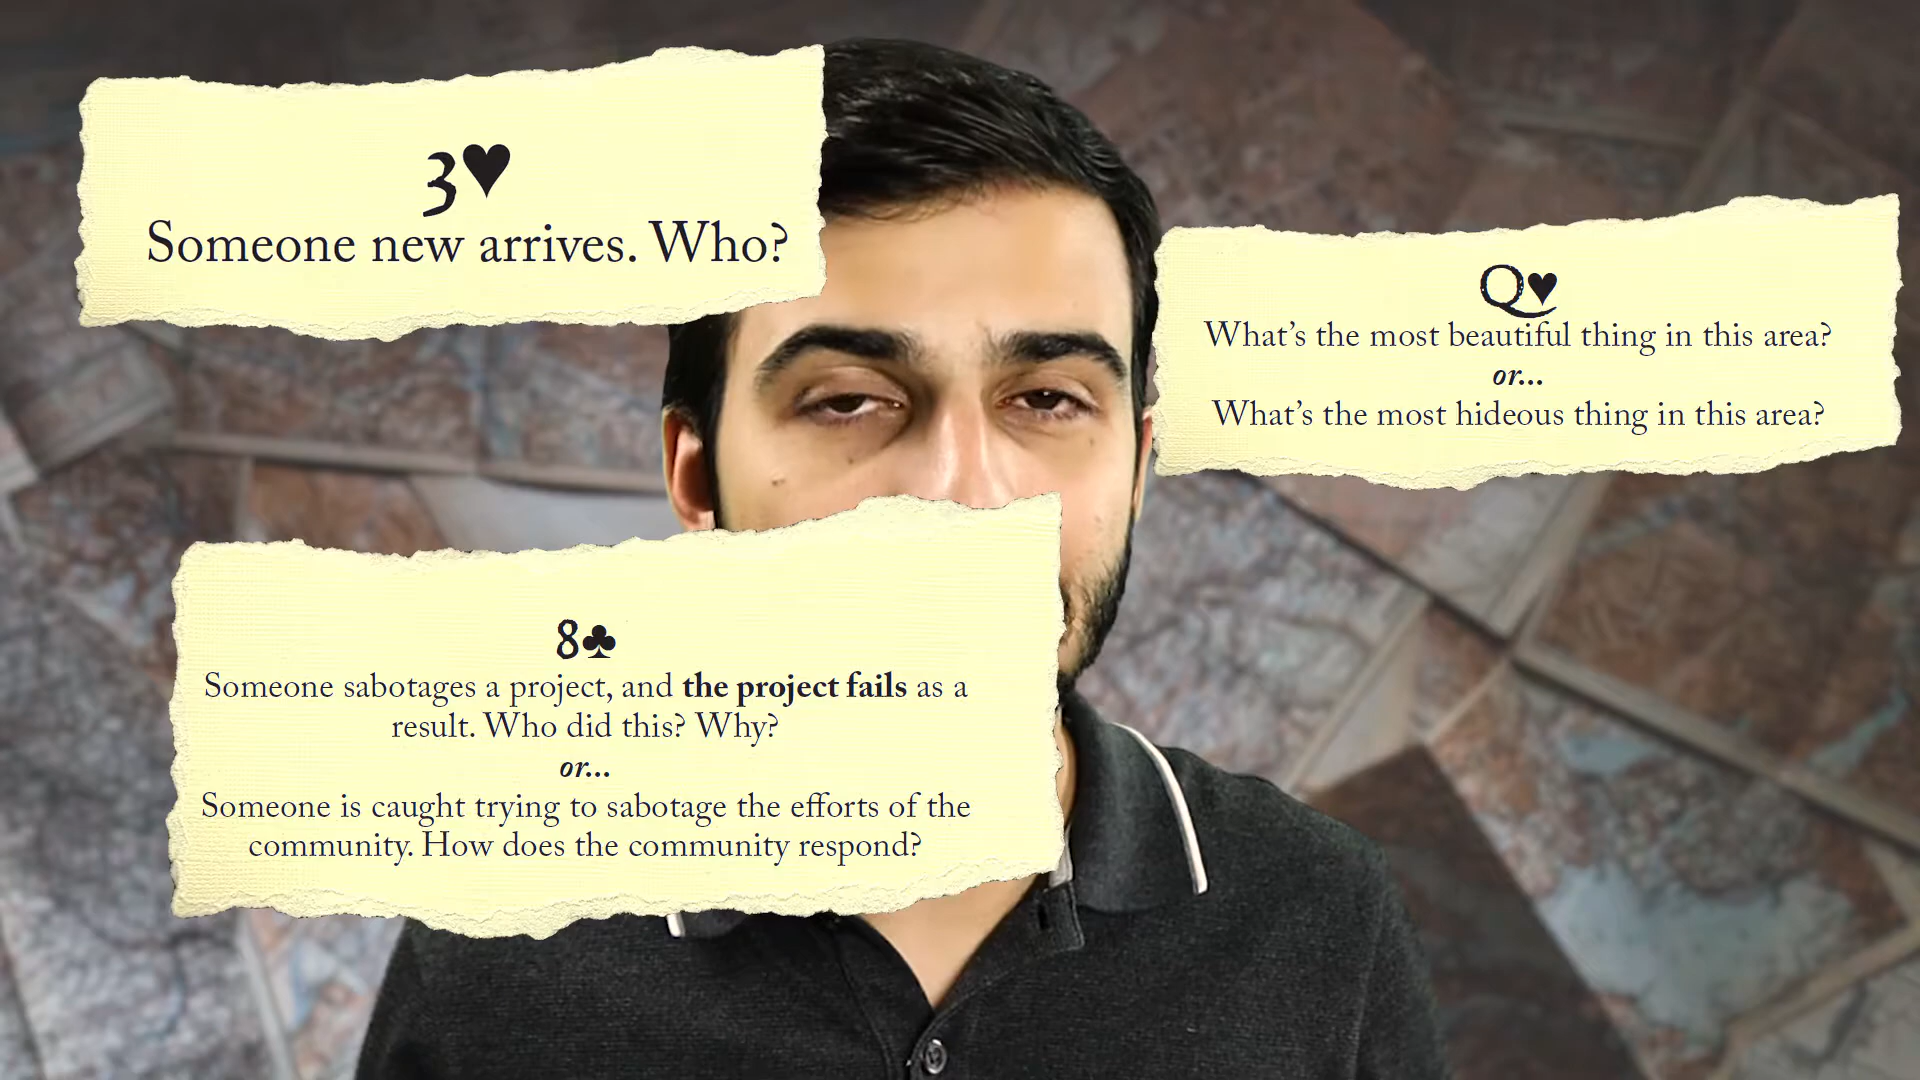 3♥
Someone new arrives. Who?
Q♥
What's the most beautiful thing in this area?
or...
What's the most hideous thing in this area?
8♣
Someone sabotages a project, and the project fails as a
result. Who did this? Why?
or...
Someone is caught trying to sabotage the efforts of the
community. How does the community respond?